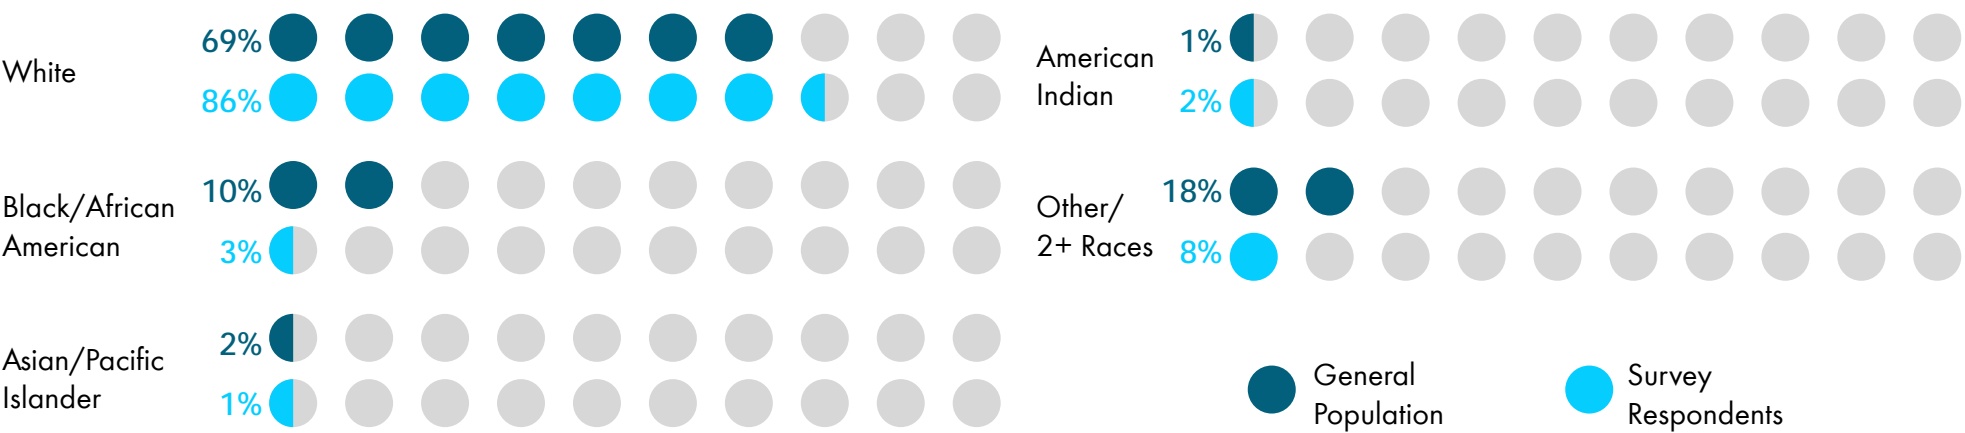 White
69%
86%
Black/African
American
10%
3%
Asian/Pacific
Islander
2%
1%
American
Indian
1%
2%
Other/
2+ Races
18%
8%
General
Population
Survey
Respondents